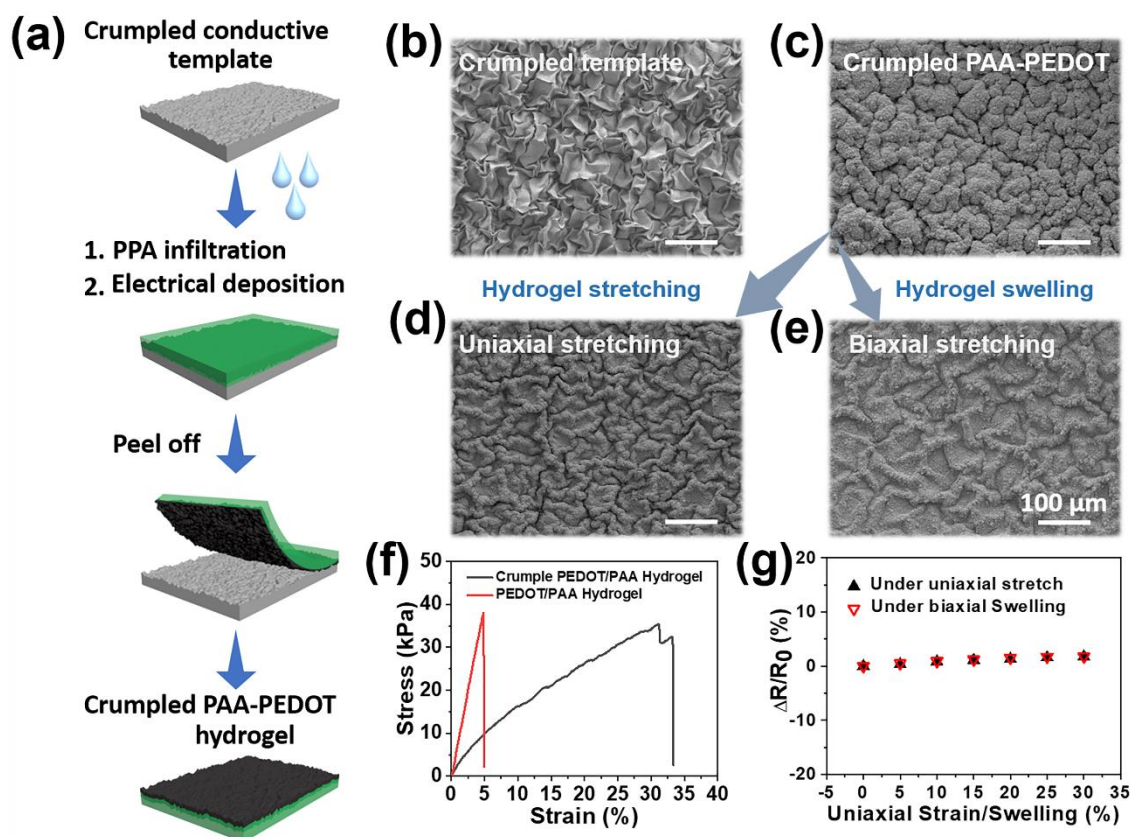 (a)
Crumpled conductive
template
1. PPA infiltration
2. Electrical deposition
Peel off
Crumpled PAA-PEDOT
hydrogel
(b)
Crumpled template
(c)
Crumpled PAA-PEDOT
Hydrogel stretching
Hydrogel swelling
(d)
Uniaxial stretching
(e)
Biaxial stretching
100 μm
(f)
Crumple PEDOT/PAA Hydrogel
PEDOT/PAA Hydrogel
Stress (kPa)
50
40
30
20
10
0
0 5 10 15 20 25 30 35 40
Strain (%)
(g)
Under uniaxial stretch
Under biaxial Swelling
ΔR/R0 (%)
20
10
0
-10
-20
-5 0 5 10 15 20 25 30 35
Uniaxial Strain/Swelling (%)